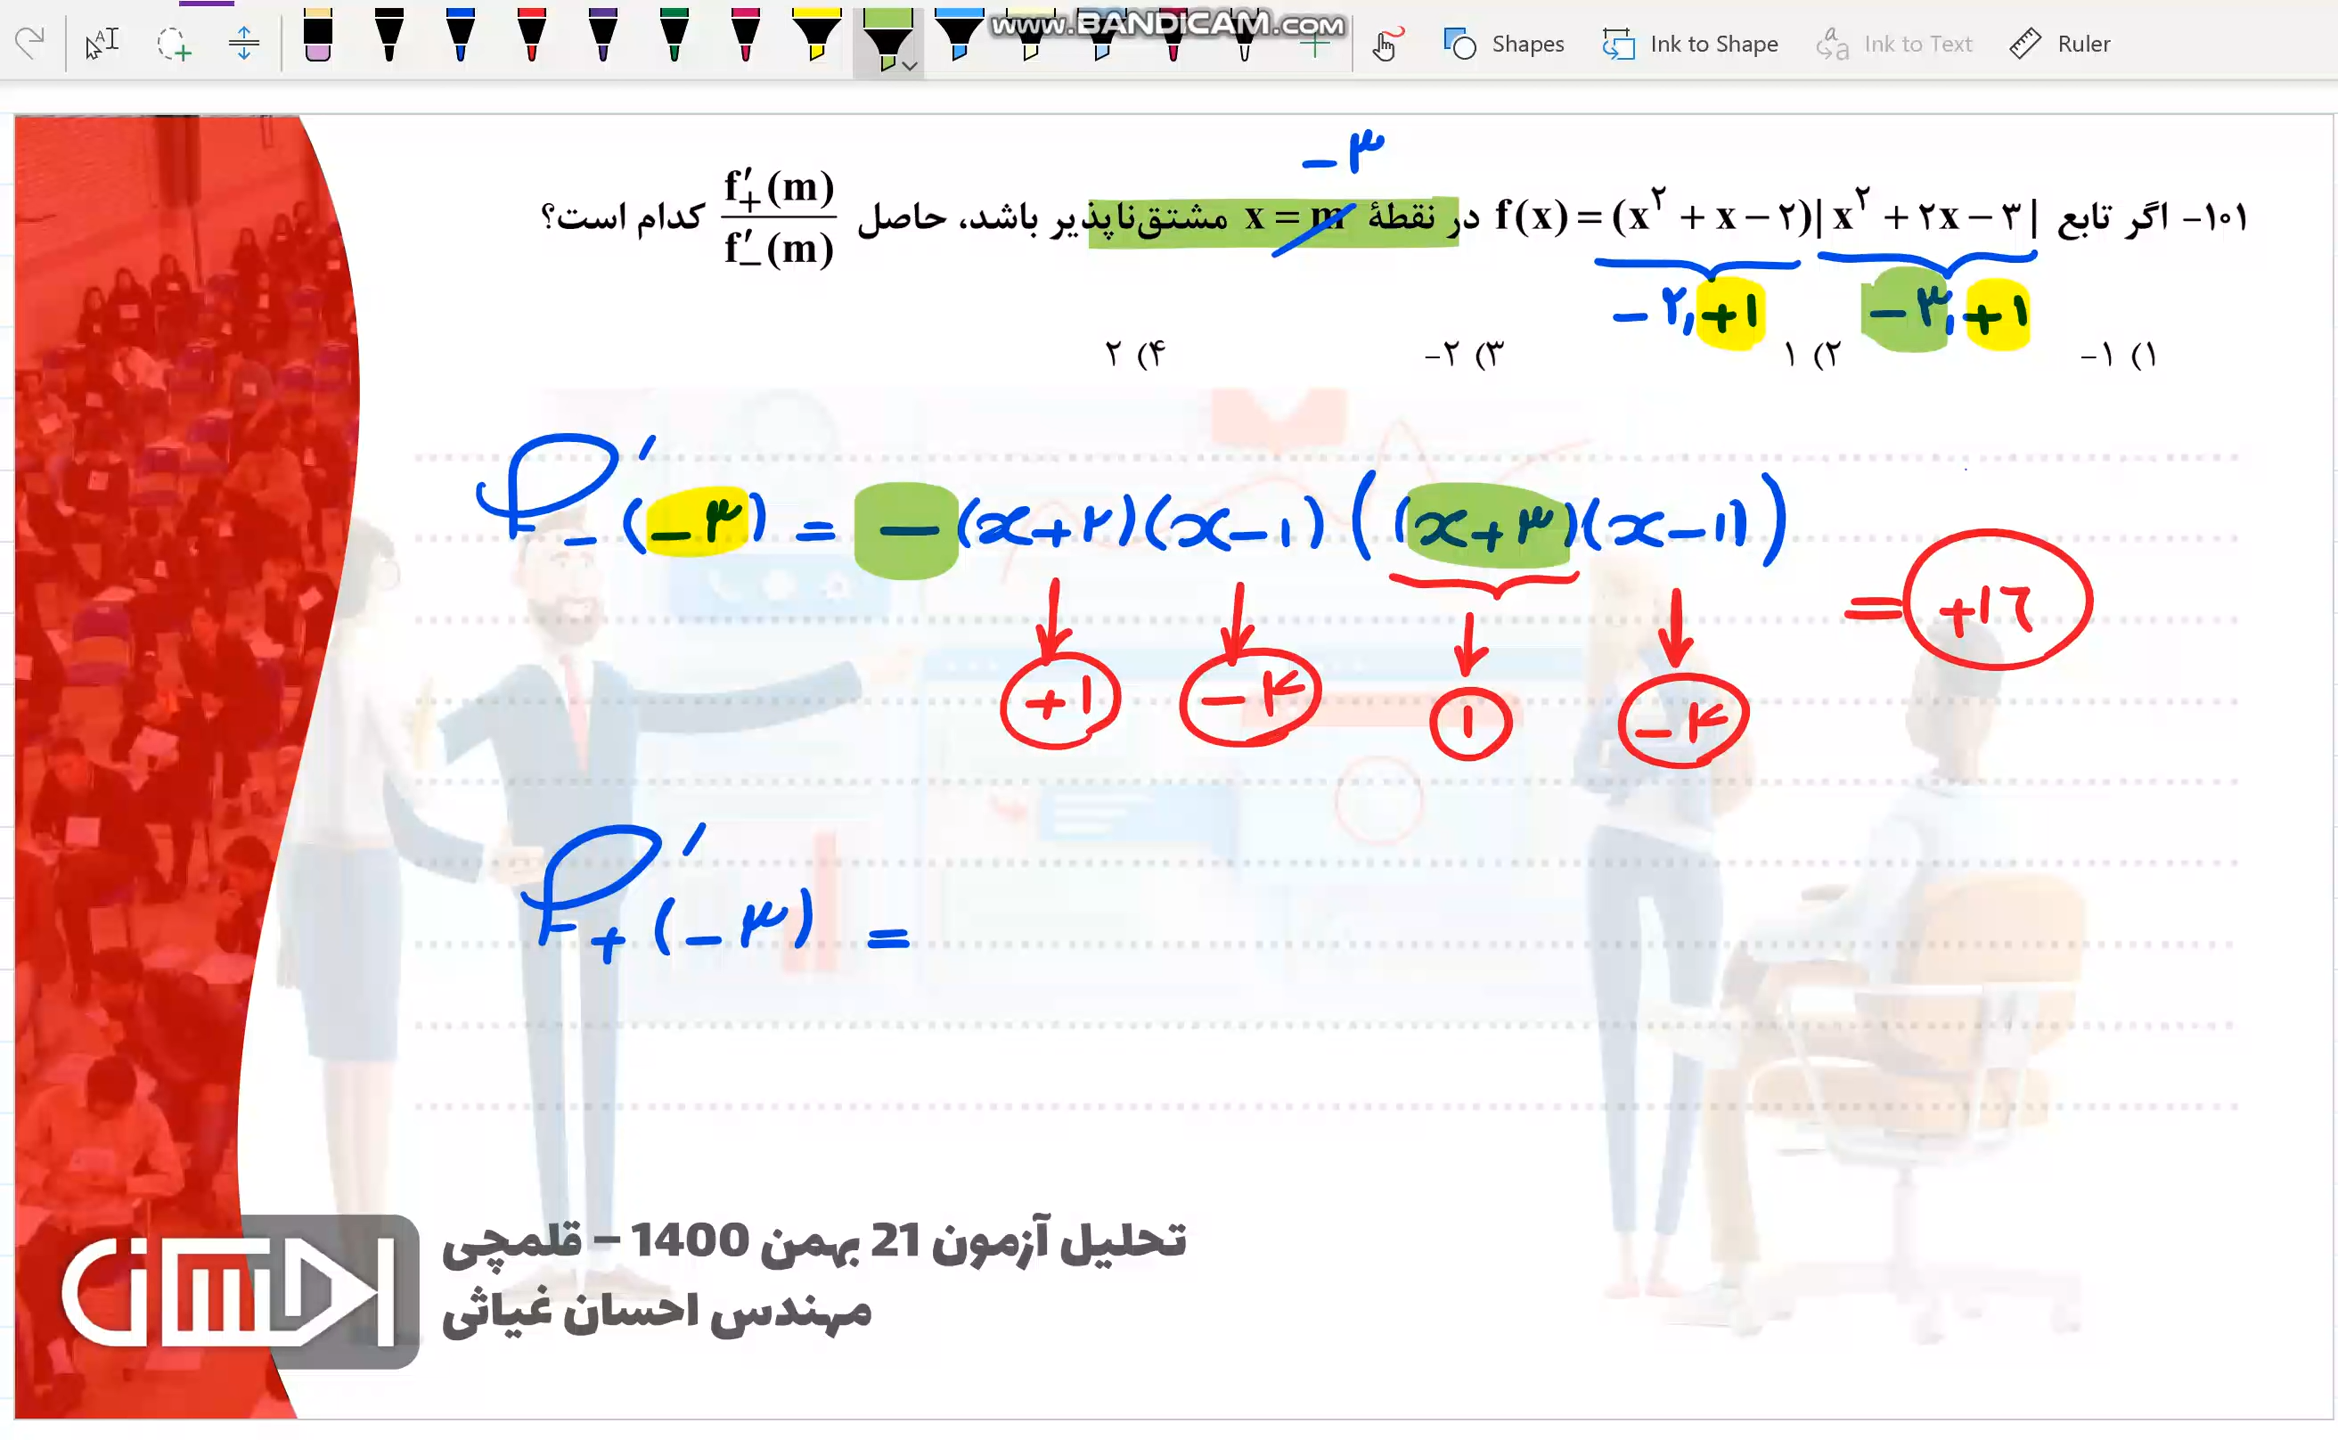 www.BANDICAM.com
Shapes Ink to Shape Ink to Text Ruler
-۳
۱۰۱- اگر تابع f(x) = (x² + x - ۲)|x² + ۲x - ۳| در نقطهٔ x = m مشتق‌ناپذیر باشد، حاصل f′₊(m) / f′₋(m) کدام است؟
-۲, +۱ -۳, +۱
۱) -۱ ۲) ۱ ۳) -۲ ۴) ۲
f′₋(-۳) = -(x+۲)(x-۱)((x+۳)(x-۱))
= +۱۶
+۱ -۴ ۱ -۴
f′₊(-۳) =
تحلیل آزمون 21 بهمن 1400 – قلمچی
مهندس احسان غیاثی